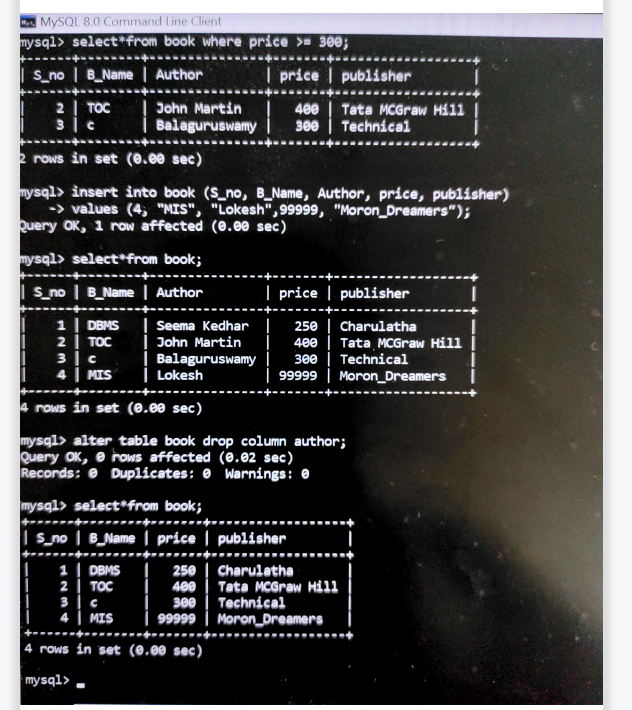 MySQL 8.0 Command Line Client
mysql> select*from book where price >= 300;
+------+--------+--------------+-------+------------------+
| S_no | B_Name | Author | price | publisher |
+------+--------+--------------+-------+------------------+
| 2 | TOC | John Martin | 400 | Tata MCGraw Hill |
| 3 | c | Balaguruswamy | 300 | Technical |
+------+--------+--------------+-------+------------------+
2 rows in set (0.00 sec)
mysql> insert into book (S_no, B_Name, Author, price, publisher)
-> values (4, "MIS", "Lokesh",99999, "Moron_Dreamers");
Query OK, 1 row affected (0.00 sec)
mysql> select*from book;
+------+--------+--------------+-------+------------------+
| S_no | B_Name | Author | price | publisher |
+------+--------+--------------+-------+------------------+
| 1 | DBMS | Seema Kedhar | 250 | Charulatha |
| 2 | TOC | John Martin | 400 | Tata MCGraw Hill |
| 3 | c | Balaguruswamy | 300 | Technical |
| 4 | MIS | Lokesh | 99999 | Moron_Dreamers |
+------+--------+--------------+-------+------------------+
4 rows in set (0.00 sec)
mysql> alter table book drop column author;
Query OK, 0 rows affected (0.02 sec)
Records: 0 Duplicates: 0 Warnings: 0
mysql> select*from book;
+------+--------+-------+------------------+
| S_no | B_Name | price | publisher |
+------+--------+-------+------------------+
| 1 | DBMS | 250 | Charulatha |
| 2 | TOC | 400 | Tata MCGraw Hill |
| 3 | c | 300 | Technical |
| 4 | MIS | 99999 | Moron_Dreamers |
+------+--------+-------+------------------+
4 rows in set (0.00 sec)
mysql> _